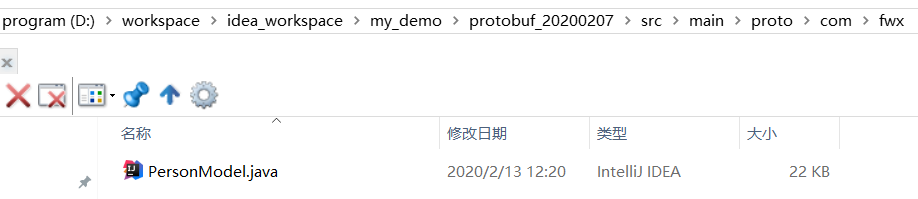 program (D:) › workspace › idea_workspace › my_demo › protobuf_20200207 › src › main › proto › com › fwx
名称 修改日期 类型 大小
PersonModel.java 2020/2/13 12:20 IntelliJ IDEA 22 KB